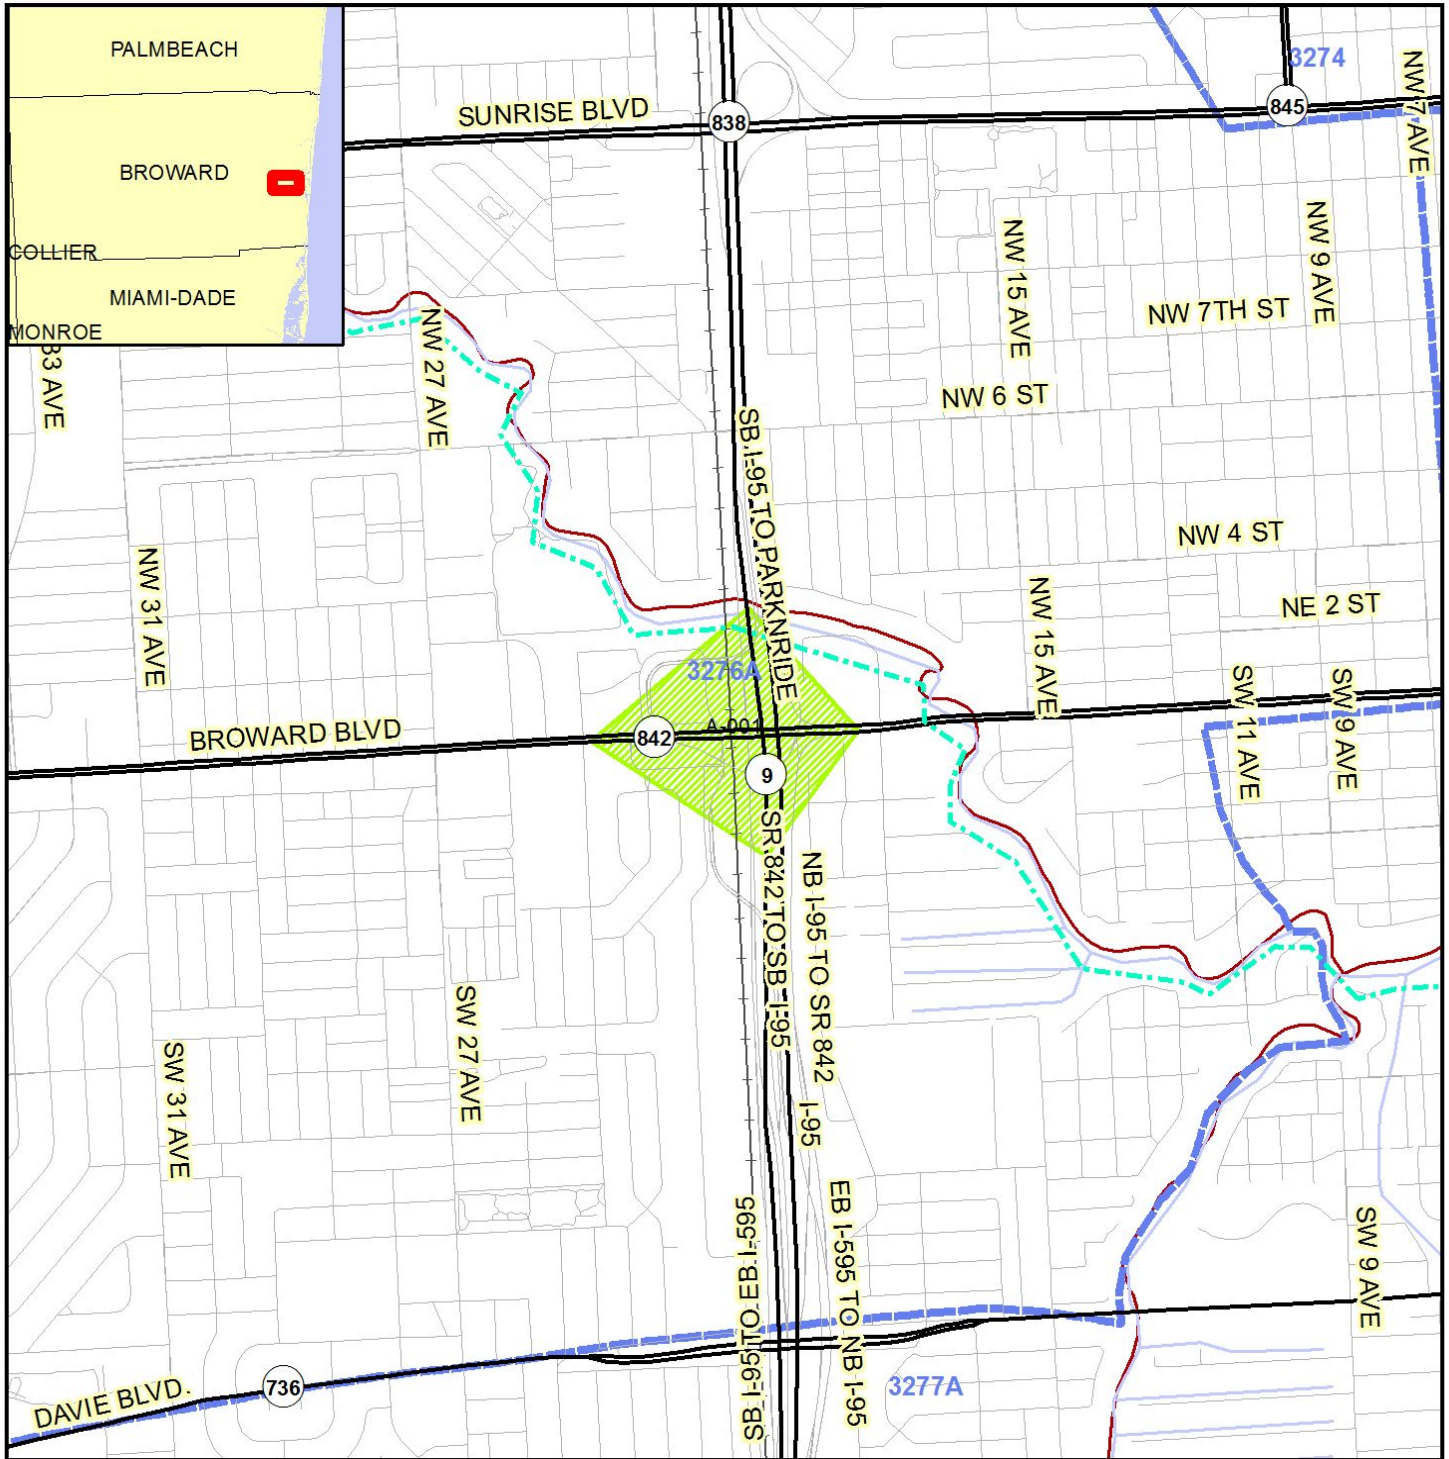 PALMBEACH
BROWARD
COLLIER
MIAMI-DADE
MONROE
3274
845
NW 7 AVE
SUNRISE BLVD
838
NW 9 AVE
NW 15 AVE
NW 7TH ST
33 AVE
NW 27 AVE
NW 6 ST
SB I-95 TO PARKNRIDE
NW 4 ST
NW 31 AVE
NW 15 AVE
NE 2 ST
3276A
SW 11 AVE
SW 9 AVE
BROWARD BLVD
842
A-001
9
SR 842 TO SB I-95
NB I-95 TO SR 842
SW 27 AVE
SW 31 AVE
I-95
SB I-95 TO EB I-595
EB I-595 TO NB I-95
SW 9 AVE
DAVIE BLVD.
736
3277A